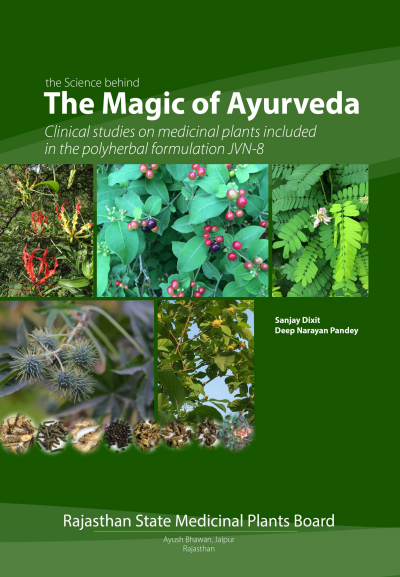 the Science behind
The Magic of Ayurveda
Clinical studies on medicinal plants included
in the polyherbal formulation JVN-8
Sanjay Dixit
Deep Narayan Pandey
Rajasthan State Medicinal Plants Board
Ayush Bhawan, Jaipur
Rajasthan